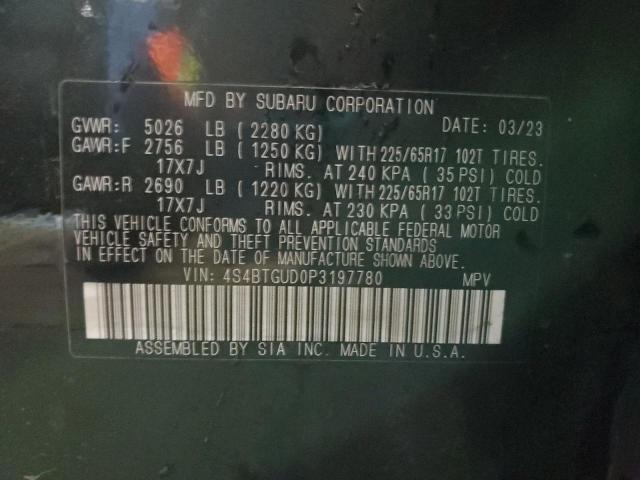 MFD BY SUBARU CORPORATION
GVWR: 5026 LB ( 2280 KG) DATE: 03/23
GAWR:F 2756 LB ( 1250 KG) WITH 225/65R17 102T TIRES.
17X7J RIMS. AT 240 KPA ( 35 PSI) COLD
GAWR:R 2690 LB ( 1220 KG) WITH 225/65R17 102T TIRES.
17X7J RIMS. AT 230 KPA ( 33 PSI) COLD
THIS VEHICLE CONFORMS TO ALL APPLICABLE FEDERAL MOTOR
VEHICLE SAFETY AND THEFT PREVENTION STANDARDS
IN EFFECT ON THE DATE OF MANUFACTURE SHOWN ABOVE.
VIN: 4S4BTGUD0P3197780 MPV
ASSEMBLED BY SIA INC. MADE IN U.S.A.